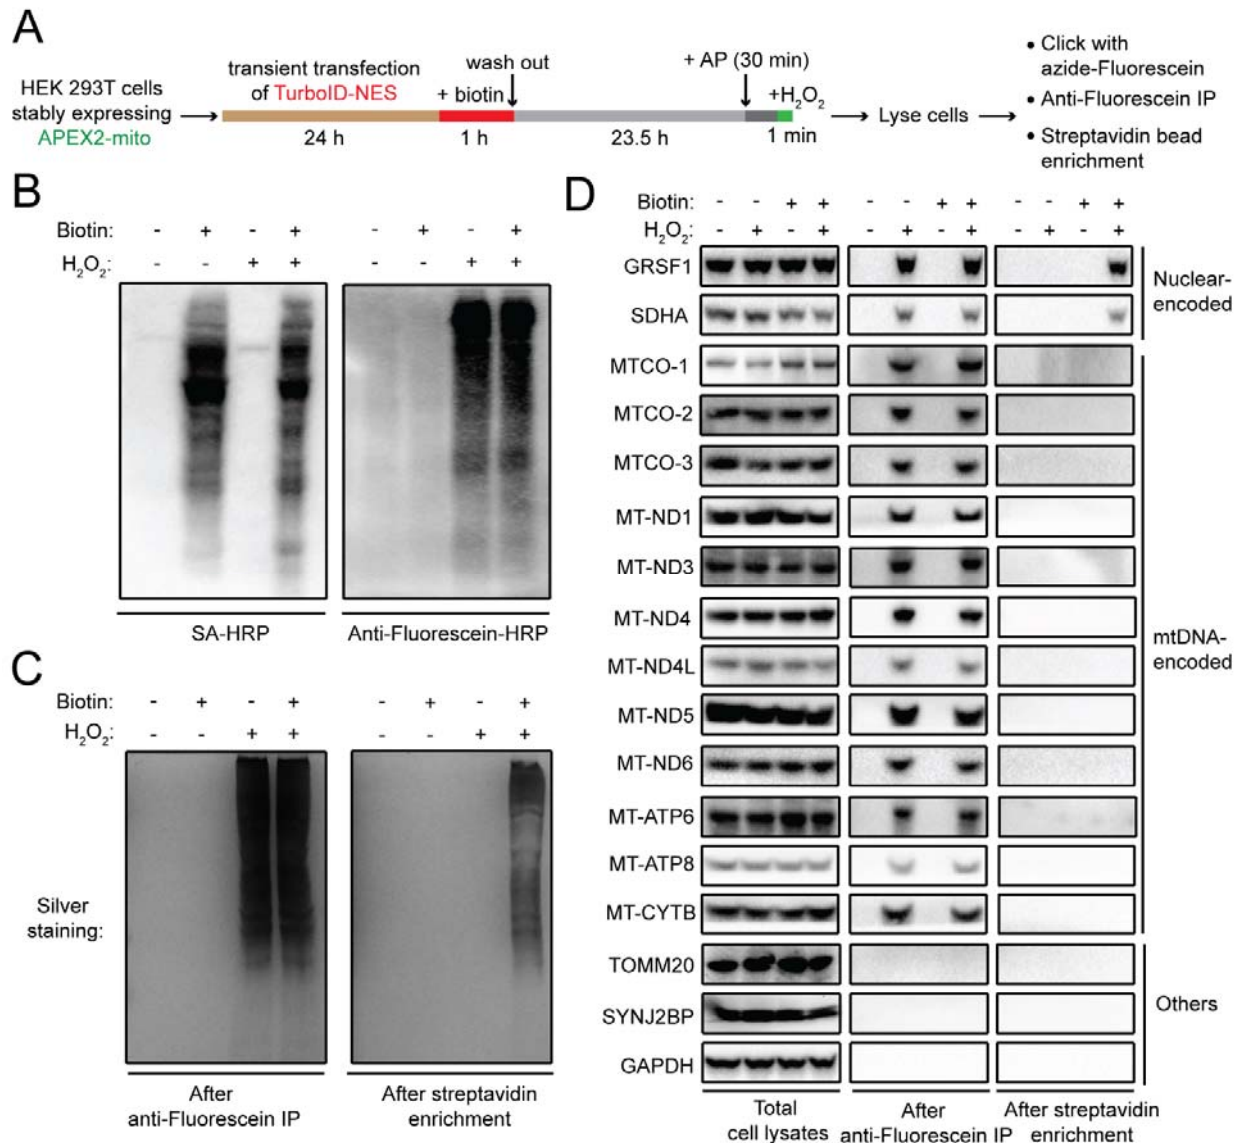 A
HEK 293T cells
stably expressing
APEX2-mito
transient transfection
of TurboID-NES
+ biotin
wash out
+ AP (30 min)
+H₂O₂
24 h
1 h
23.5 h
1 min
Lyse cells
• Click with
azide-Fluorescein
• Anti-Fluorescein IP
• Streptavidin bead
enrichment
B
Biotin: - + - + - + - +
H₂O₂: - - + + - - + +
SA-HRP
Anti-Fluorescein-HRP
C
Biotin: - + - + - + - +
H₂O₂: - - + + - - + +
Silver
staining:
After
anti-Fluorescein IP
After streptavidin
enrichment
D
Biotin: - - + + - - + + - - + +
H₂O₂: - + - + - + - + - + - +
GRSF1
SDHA
Nuclear-
encoded
MTCO-1
MTCO-2
MTCO-3
MT-ND1
MT-ND3
MT-ND4
MT-ND4L
MT-ND5
MT-ND6
MT-ATP6
MT-ATP8
MT-CYTB
mtDNA-
encoded
TOMM20
SYNJ2BP
GAPDH
Others
Total
cell lysates
After
anti-Fluorescein IP
After streptavidin
enrichment